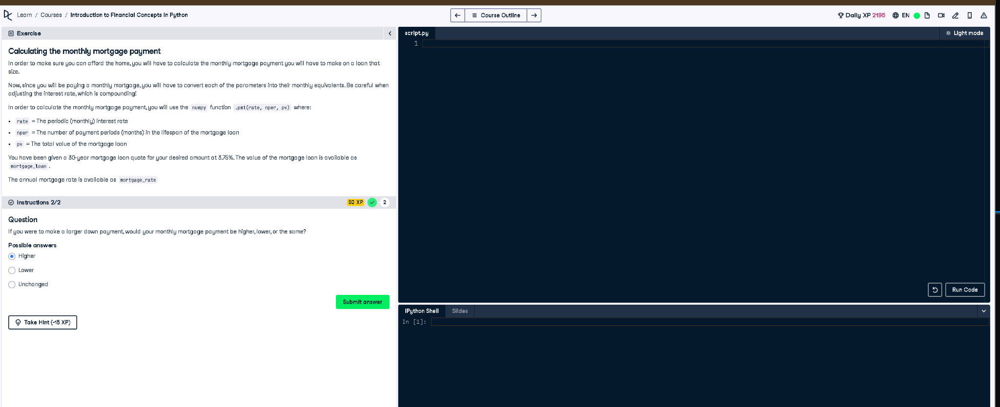 Learn / Courses / Introduction to Financial Concepts in Python
Course Outline
Daily XP 2195
EN
Exercise
Calculating the monthly mortgage payment
In order to make sure you can afford the home, you will have to calculate the monthly mortgage payment you will have to make on a loan that
size.
Now, since you will be paying a monthly mortgage, you will have to convert each of the parameters into their monthly equivalents. Be careful when
adjusting the interest rate, which is compounding!
In order to calculate the monthly mortgage payment, you will use the numpy function .pmt(rate, nper, pv) where:
• rate = The periodic (monthly) interest rate
• nper = The number of payment periods (months) in the lifespan of the mortgage loan
• pv = The total value of the mortgage loan
You have been given a 30-year mortgage loan quote for your desired amount at 3.75%. The value of the mortgage loan is available as
mortgage_loan .
The annual mortgage rate is available as mortgage_rate
Instructions 2/2
50 XP
2
Question
If you were to make a larger down payment, would your monthly mortgage payment be higher, lower, or the same?
Possible answers
Higher
Lower
Unchanged
Submit answer
Take Hint (-15 XP)
script.py
Light mode
1
Run Code
IPython Shell
Slides
In [1]: